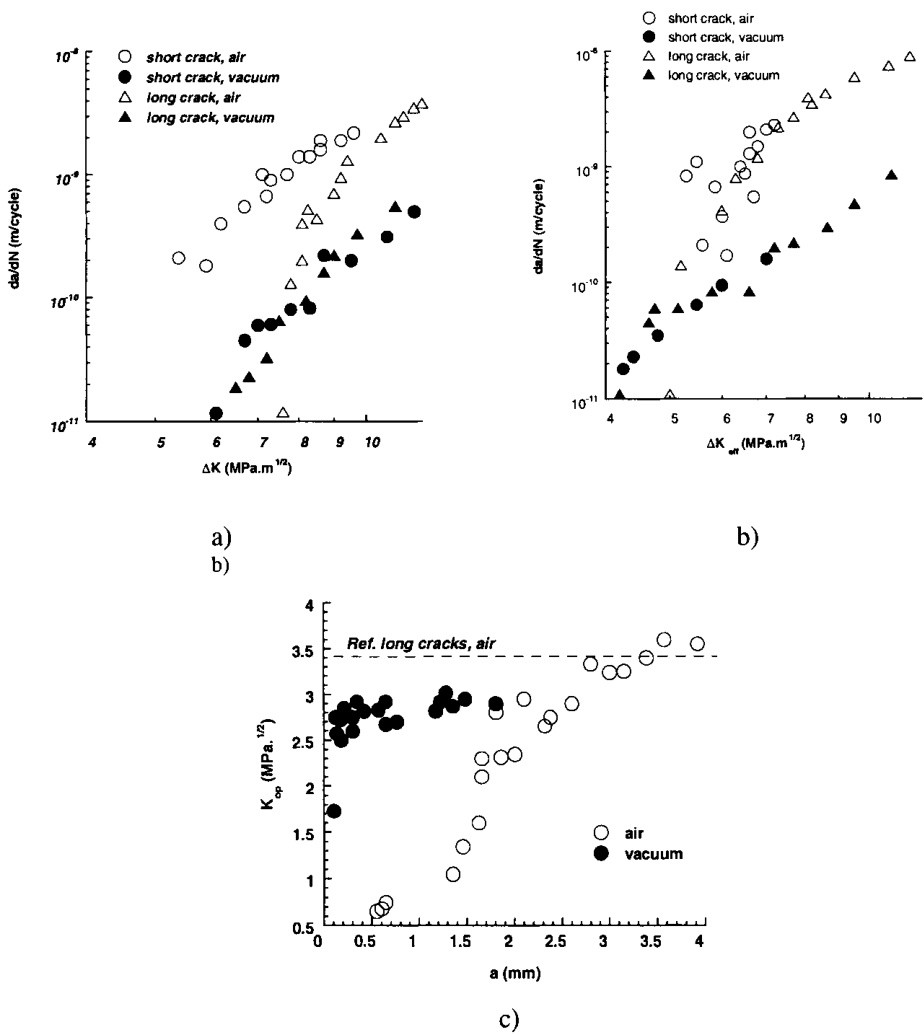 short crack, air
short crack, vacuum
long crack, air
long crack, vacuum
10⁻⁸
10⁻⁹
10⁻¹⁰
10⁻¹¹
da/dN (m/cycle)
4 5 6 7 8 9 10
ΔK (MPa.m^1/2)
a)
b)
short crack, air
short crack, vacuum
long crack, air
long crack, vacuum
10⁻⁸
10⁻⁹
10⁻¹⁰
10⁻¹¹
da/dN (m/cycle)
4 5 6 7 8 9 10
ΔK_eff (MPa.m^1/2)
b)
4
3.5
3
2.5
2
1.5
1
0.5
K_op (MPa.^1/2)
Ref. long cracks, air
air
vacuum
0 0.5 1 1.5 2 2.5 3 3.5 4
a (mm)
c)